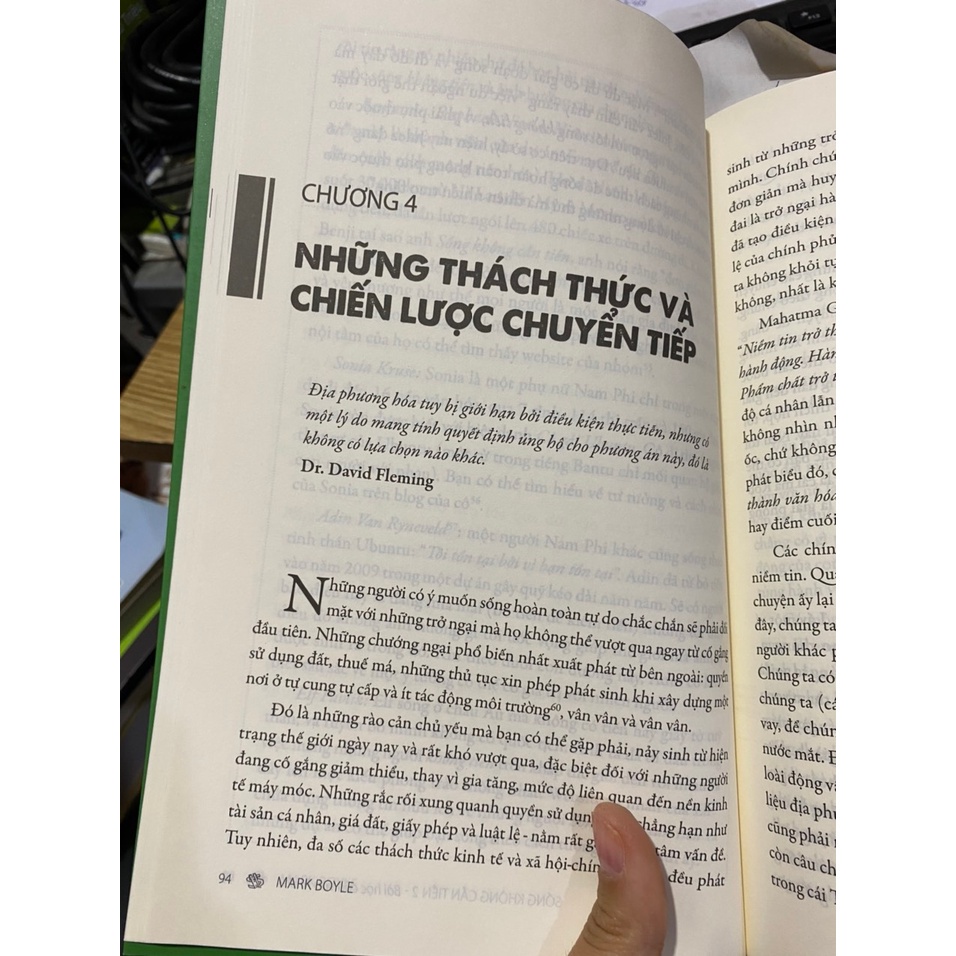 CHƯƠNG 4
NHỮNG THÁCH THỨC VÀ
CHIẾN LƯỢC CHUYỂN TIẾP
Địa phương hóa tuy bị giới hạn bởi điều kiện thực tiễn, nhưng có
một lý do mang tính quyết định ủng hộ cho phương án này, đó là
không có lựa chọn nào khác.
Dr. David Fleming
Những người có ý muốn sống hoàn toàn tự do chắc chắn sẽ phải đối
mặt với những trở ngại mà họ không thể vượt qua ngay từ cố gắng
đầu tiên. Những chướng ngại phổ biến nhất xuất phát từ bên ngoài: quyền
sử dụng đất, thuế má, những thủ tục xin phép phát sinh khi xây dựng một
nơi ở tự cung tự cấp và ít tác động môi trường60, vân vân và vân vân.
Đó là những rào cản chủ yếu mà bạn có thể gặp phải, nảy sinh từ hiện
trạng thế giới ngày nay và rất khó vượt qua, đặc biệt đối với những người
đang cố gắng giảm thiểu, thay vì gia tăng, mức độ liên quan đến nền kinh
tế máy móc. Những rắc rối xung quanh quyền sử dụng chẳng hạn như
tài sản cá nhân, giá đất, giấy phép và luật lệ - nằm rất tâm vấn đề.
Tuy nhiên, đa số các thách thức kinh tế và xã hội-chính đều phát
94 MARK BOYLE
sinh từ những
mình. Chính
đơn giản mà
đai là trở ngại
đã tạo điều kiện
lệ của chính
ta không khỏi
không, nhất là
Mahatma
"Niềm tin trở
hành động.
Phẩm chất trở
độ cá nhân lẫn
không nhìn
óc, chứ không
phát biểu đó,
thành văn hóa
hay điểm cuối
Các chính
niềm tin.
chuyện ấy lại
đây, chúng ta
người khác
Chúng ta có
chúng ta
vay, để
nước mắt.
loài động
liệu địa
cũng phải
còn câu
trong cái